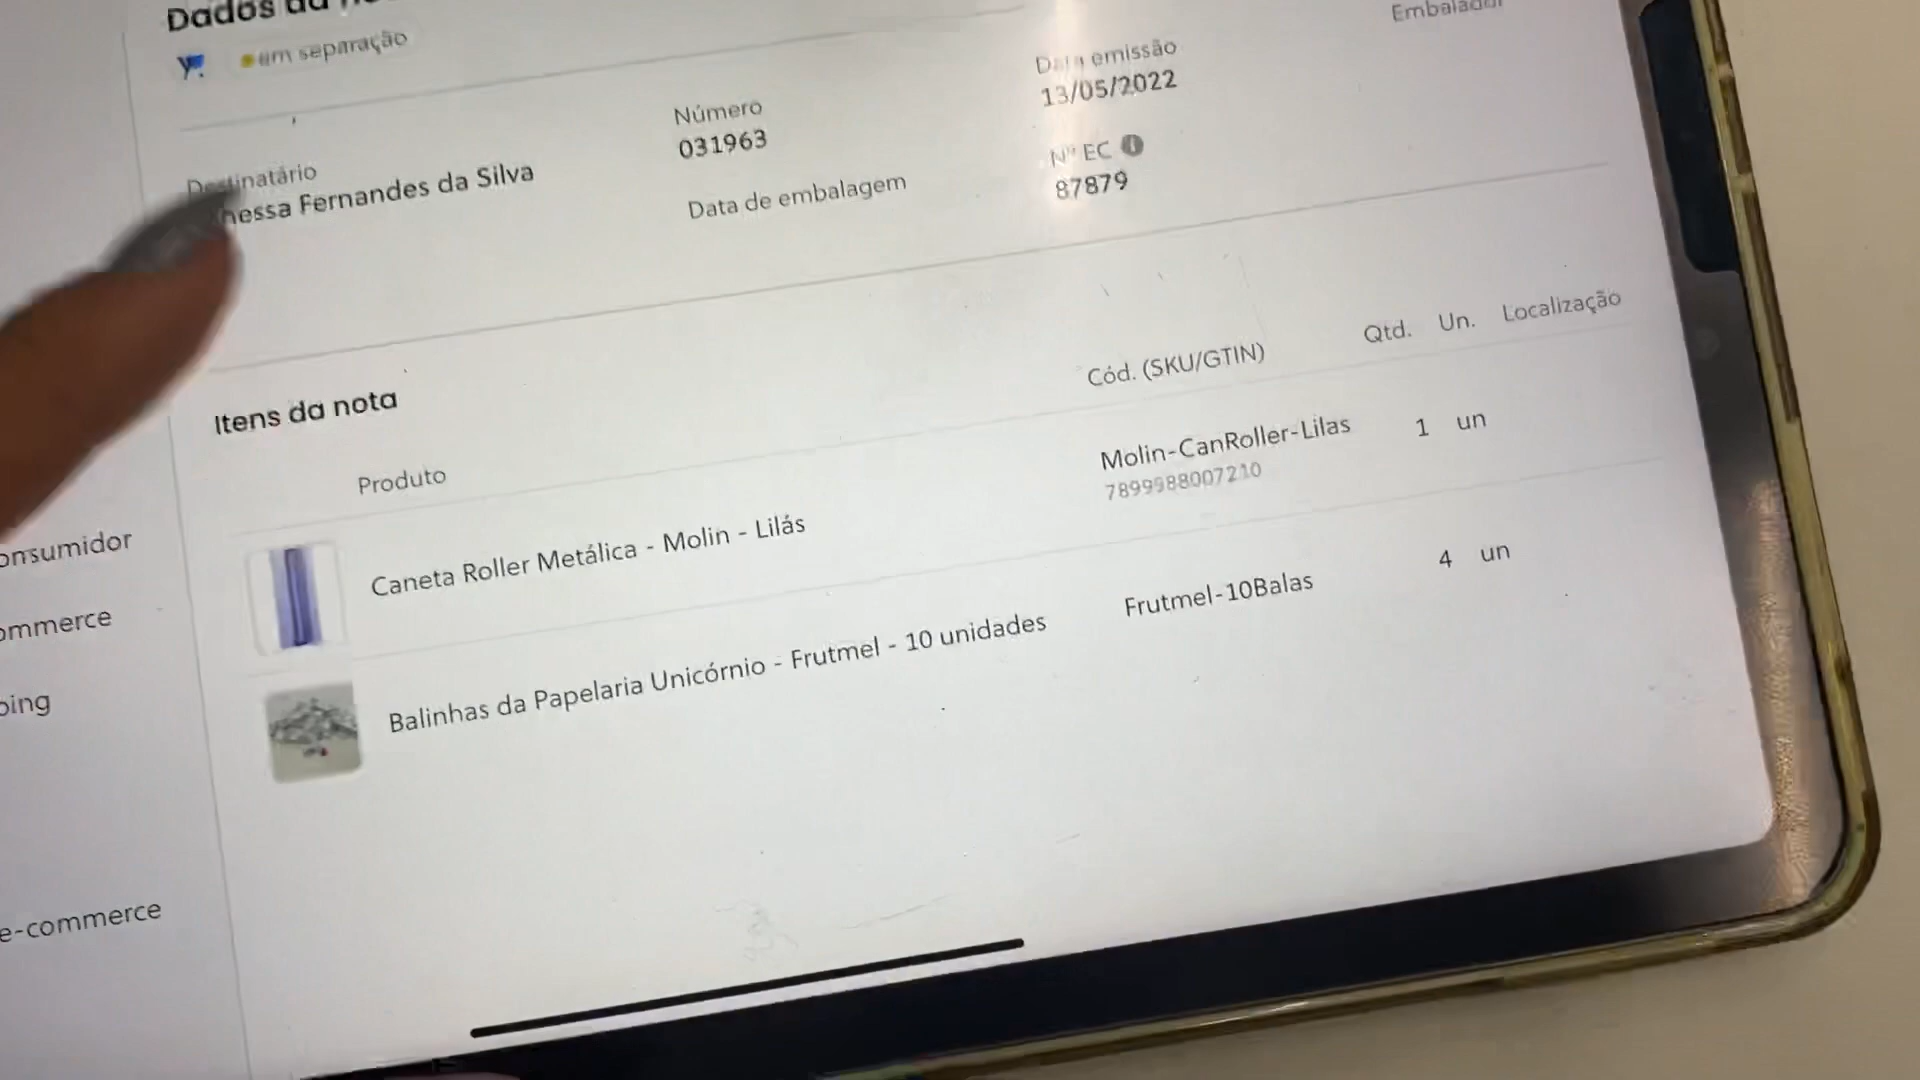 Dados da
em separação
Destinatário
nessa Fernandes da Silva
Número
031963
Data de embalagem
Data emissão
13/05/2022
Nº EC
87879
Embalador
Itens da nota
Produto
Cód. (SKU/GTIN)
Qtd.
Un.
Localização
Caneta Roller Metálica - Molin - Lilás
Molin-CanRoller-Lilas
7899988007210
1
un
Balinhas da Papelaria Unicórnio - Frutmel - 10 unidades
Frutmel-10Balas
4
un
onsumidor
ommerce
ping
e-commerce